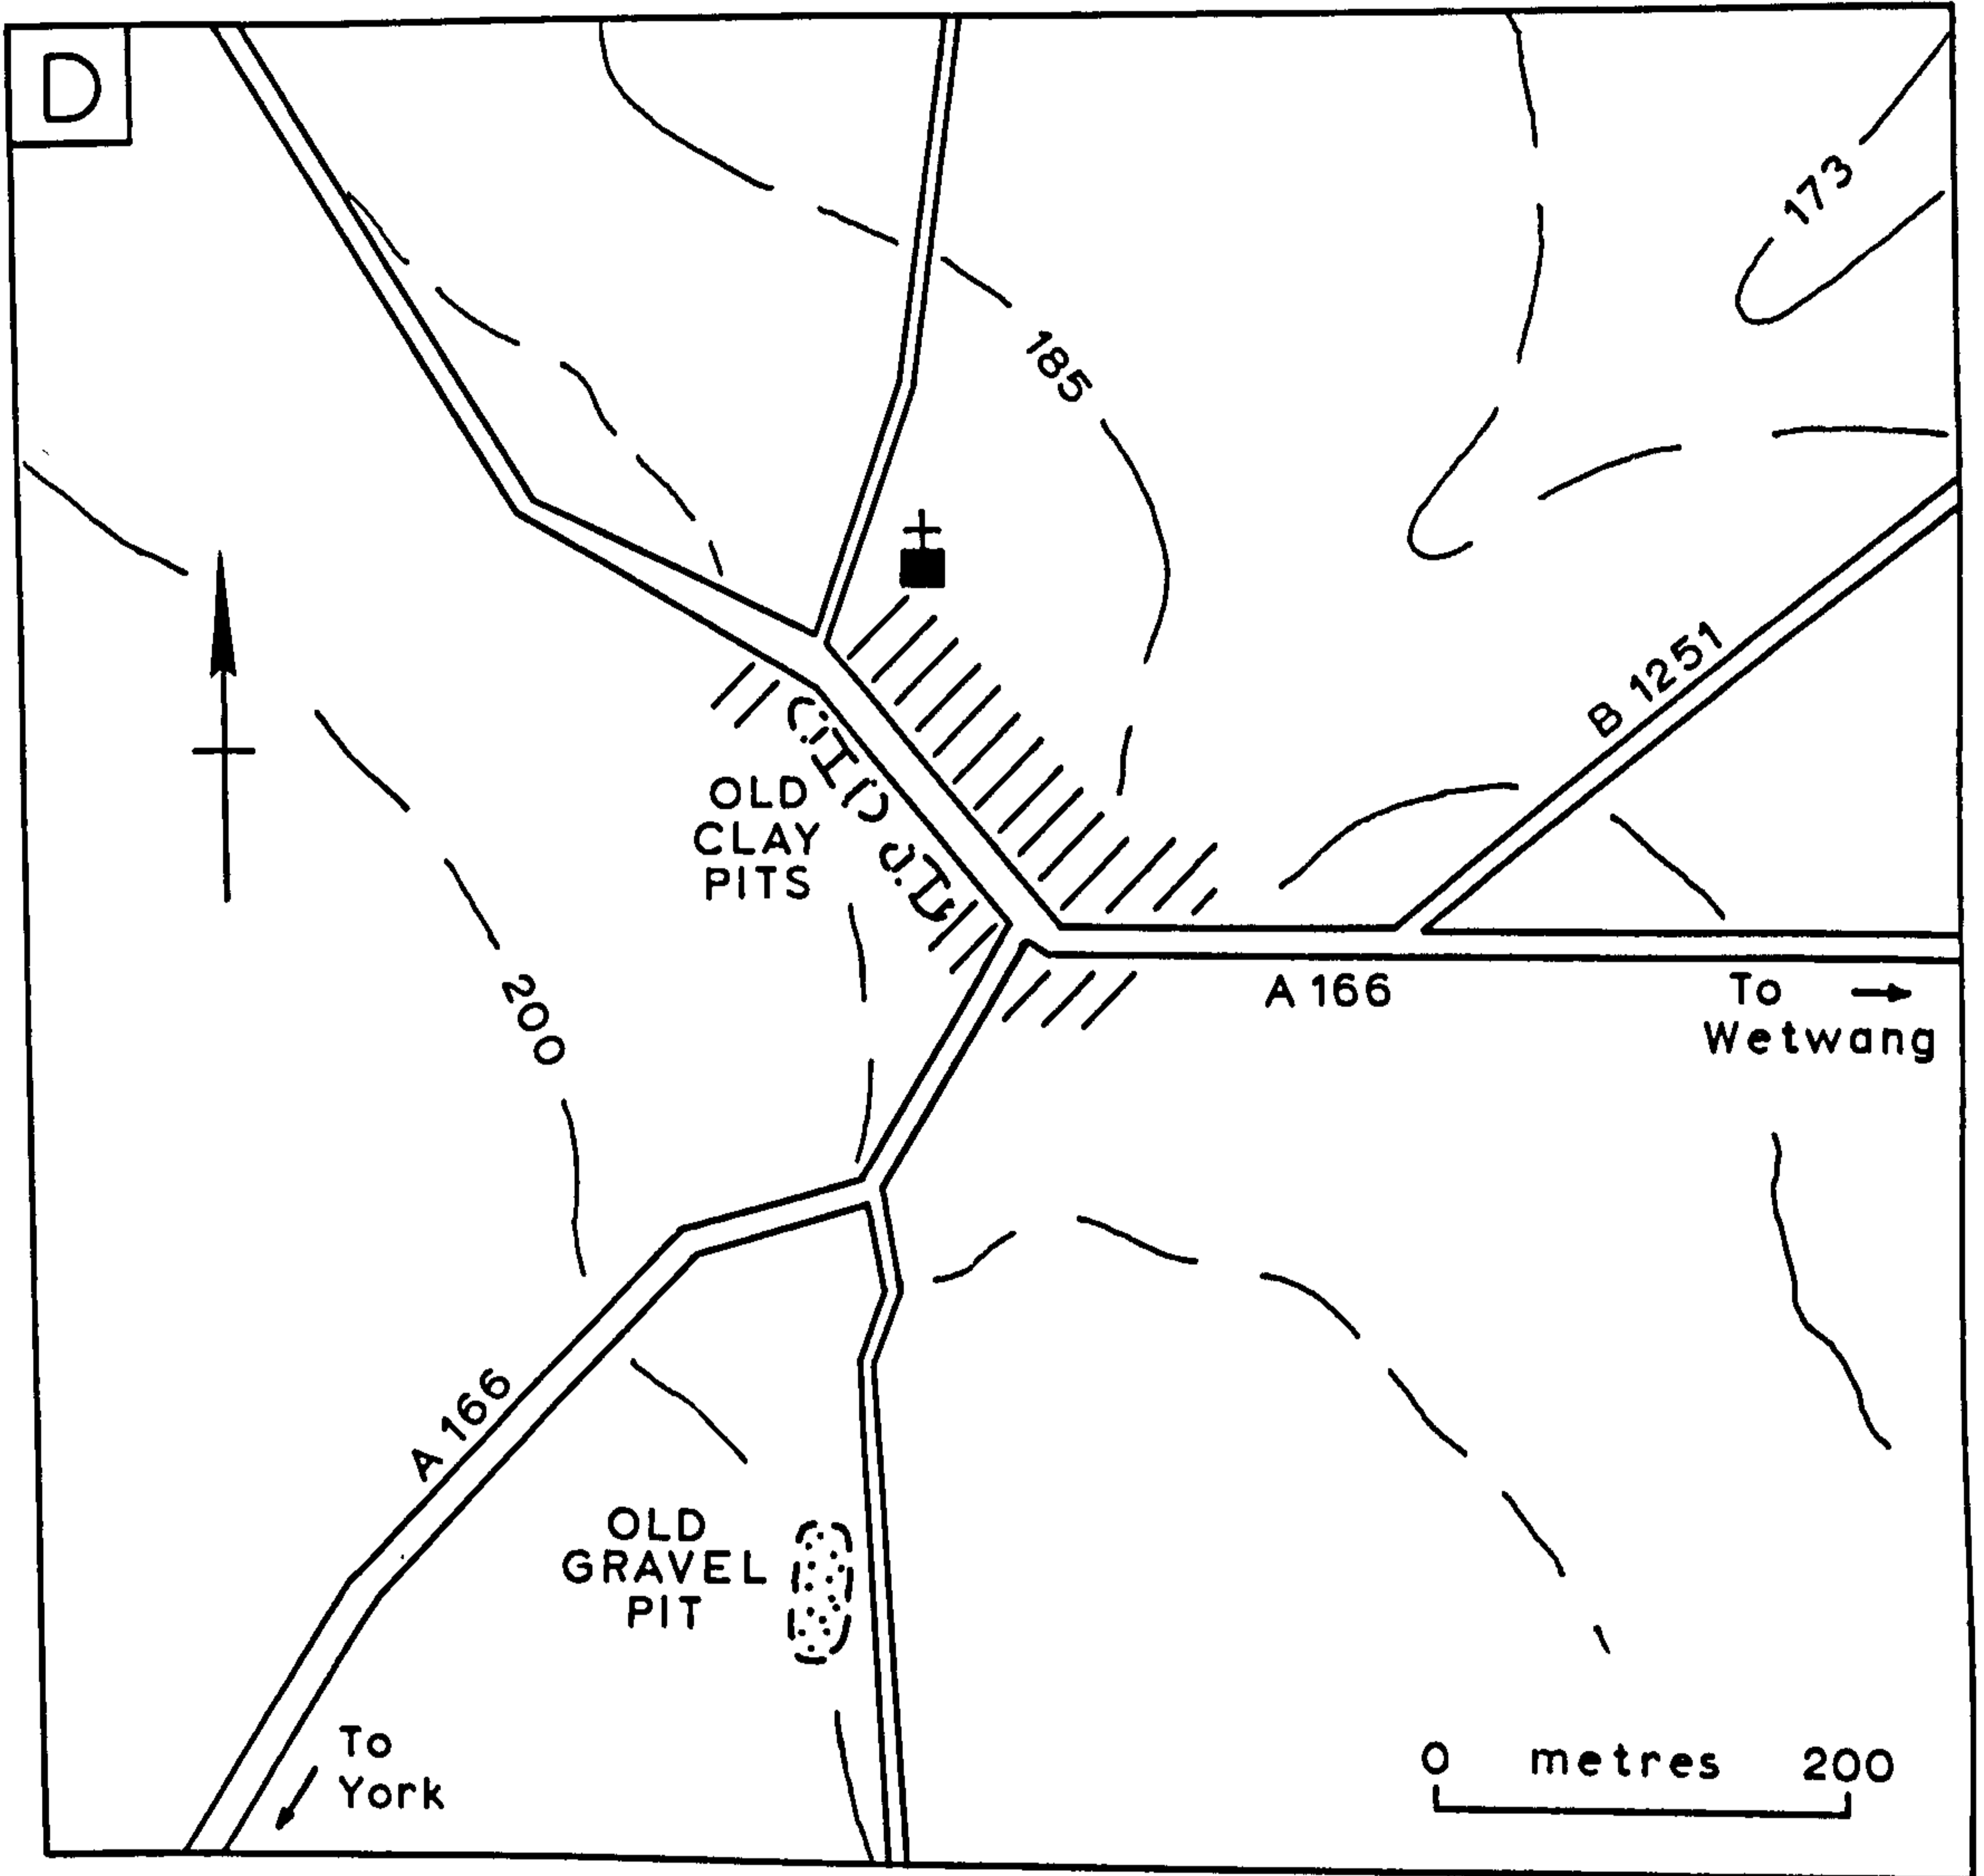 D
173
185
B 1251
OLD
CLAY
PITS
A 166
To
Wetwang
200
A 166
OLD
GRAVEL
PIT
To
York
0 metres 200